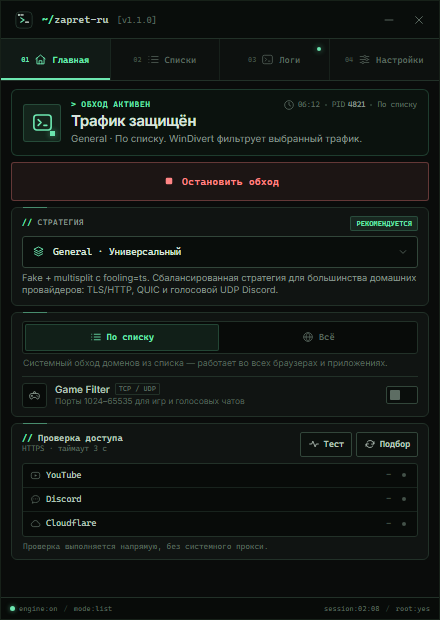 ~/zapret-ru [v1.1.0]
01 Главная 02 Списки 03 Логи 04 Настройки
> ОБХОД АКТИВЕН 06:12 · PID 4821 · По списку
Трафик защищён
General · По списку. WinDivert фильтрует выбранный трафик.
Остановить обход
// СТРАТЕГИЯ РЕКОМЕНДУЕТСЯ
General · Универсальный
Fake + multisplit с fooling=ts. Сбалансированная стратегия для большинства домашних
провайдеров: TLS/HTTP, QUIC и голосовой UDP Discord.
По списку Всё
Системный обход доменов из списка — работает во всех браузерах и приложениях.
Game Filter TCP / UDP
Порты 1024–65535 для игр и голосовых чатов
// Проверка доступа Тест Подбор
HTTPS · таймаут 3 с
YouTube –
Discord –
Cloudflare –
Проверка выполняется напрямую, без системного прокси.
engine:on / mode:list session:02:08 / root:yes